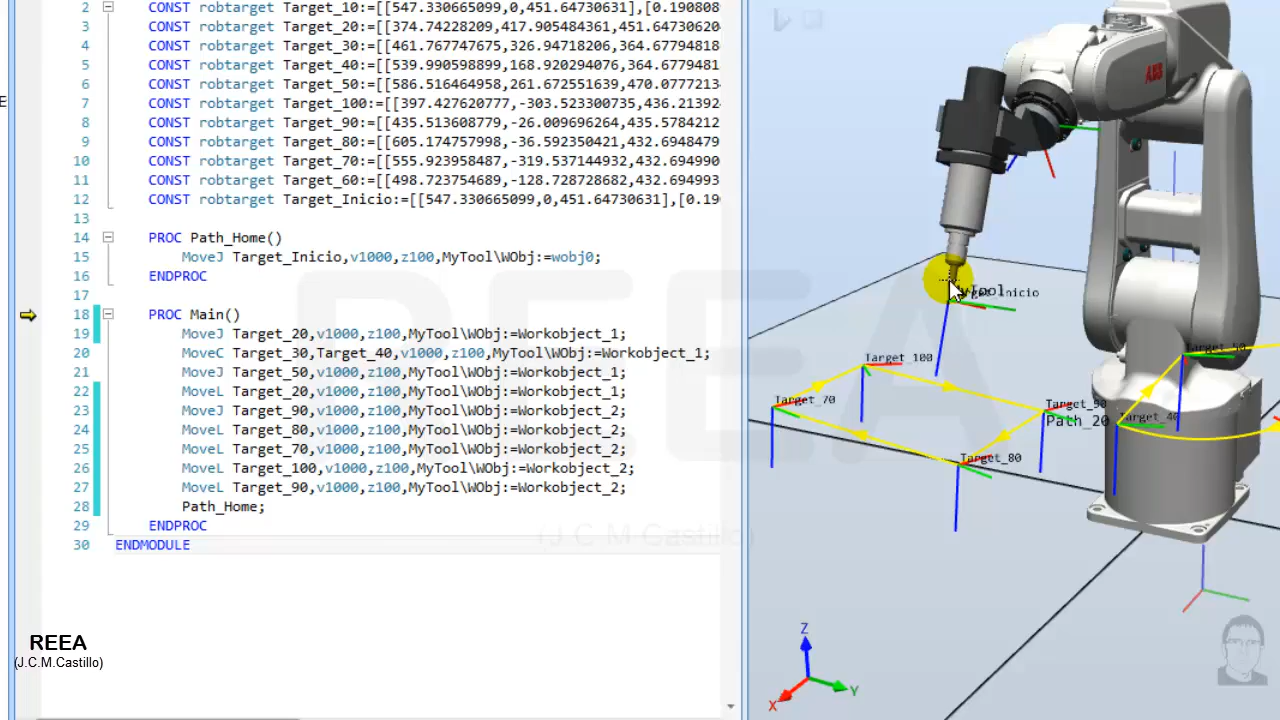 2 CONST robtarget Target_10:=[[547.330665099,0,451.64730631],[0.190808
3 CONST robtarget Target_20:=[[377.74228209,417.905484361,451.64730620
4 CONST robtarget Target_30:=[[461.767747675,326.94718206,364.67794818
5 CONST robtarget Target_40:=[[539.990598899,168.920294076,364.6779481
6 CONST robtarget Target_50:=[[586.516464958,261.672551639,470.0777213
7 CONST robtarget Target_100:=[[397.427620777,-303.523300735,436.21392
8 CONST robtarget Target_90:=[[435.513608779,-26.009696264,435.5784212
9 CONST robtarget Target_80:=[[605.174757998,-36.592350421,432.6948479
10 CONST robtarget Target_70:=[[555.923958487,-319.537144932,432.694990
11 CONST robtarget Target_60:=[[498.723754689,-128.728728682,432.694993
12 CONST robtarget Target_Inicio:=[[547.330665099,0,451.64730631],[0.19
13
14 PROC Path_Home()
15 MoveJ Target_Inicio,v1000,z100,MyTool\WObj:=wobj0;
16 ENDPROC
17
18 PROC Main()
19 MoveJ Target_20,v1000,z100,MyTool\WObj:=Workobject_1;
20 MoveC Target_30,Target_40,v1000,z100,MyTool\WObj:=Workobject_1;
21 MoveJ Target_50,v1000,z100,MyTool\WObj:=Workobject_1;
22 MoveL Target_20,v1000,z100,MyTool\WObj:=Workobject_1;
23 MoveJ Target_90,v1000,z100,MyTool\WObj:=Workobject_2;
24 MoveL Target_80,v1000,z100,MyTool\WObj:=Workobject_2;
25 MoveL Target_70,v1000,z100,MyTool\WObj:=Workobject_2;
26 MoveL Target_100,v1000,z100,MyTool\WObj:=Workobject_2;
27 MoveL Target_90,v1000,z100,MyTool\WObj:=Workobject_2;
28 Path_Home;
29 ENDPROC
30 ENDMODULE
E
REEA
(J.C.M.Castillo)
REEA
(J.C.M.Castillo)
ABB
Target_100
Target_70
Target_90
Path_20
Target_80
Target_50
Target_40
Z
X
Y